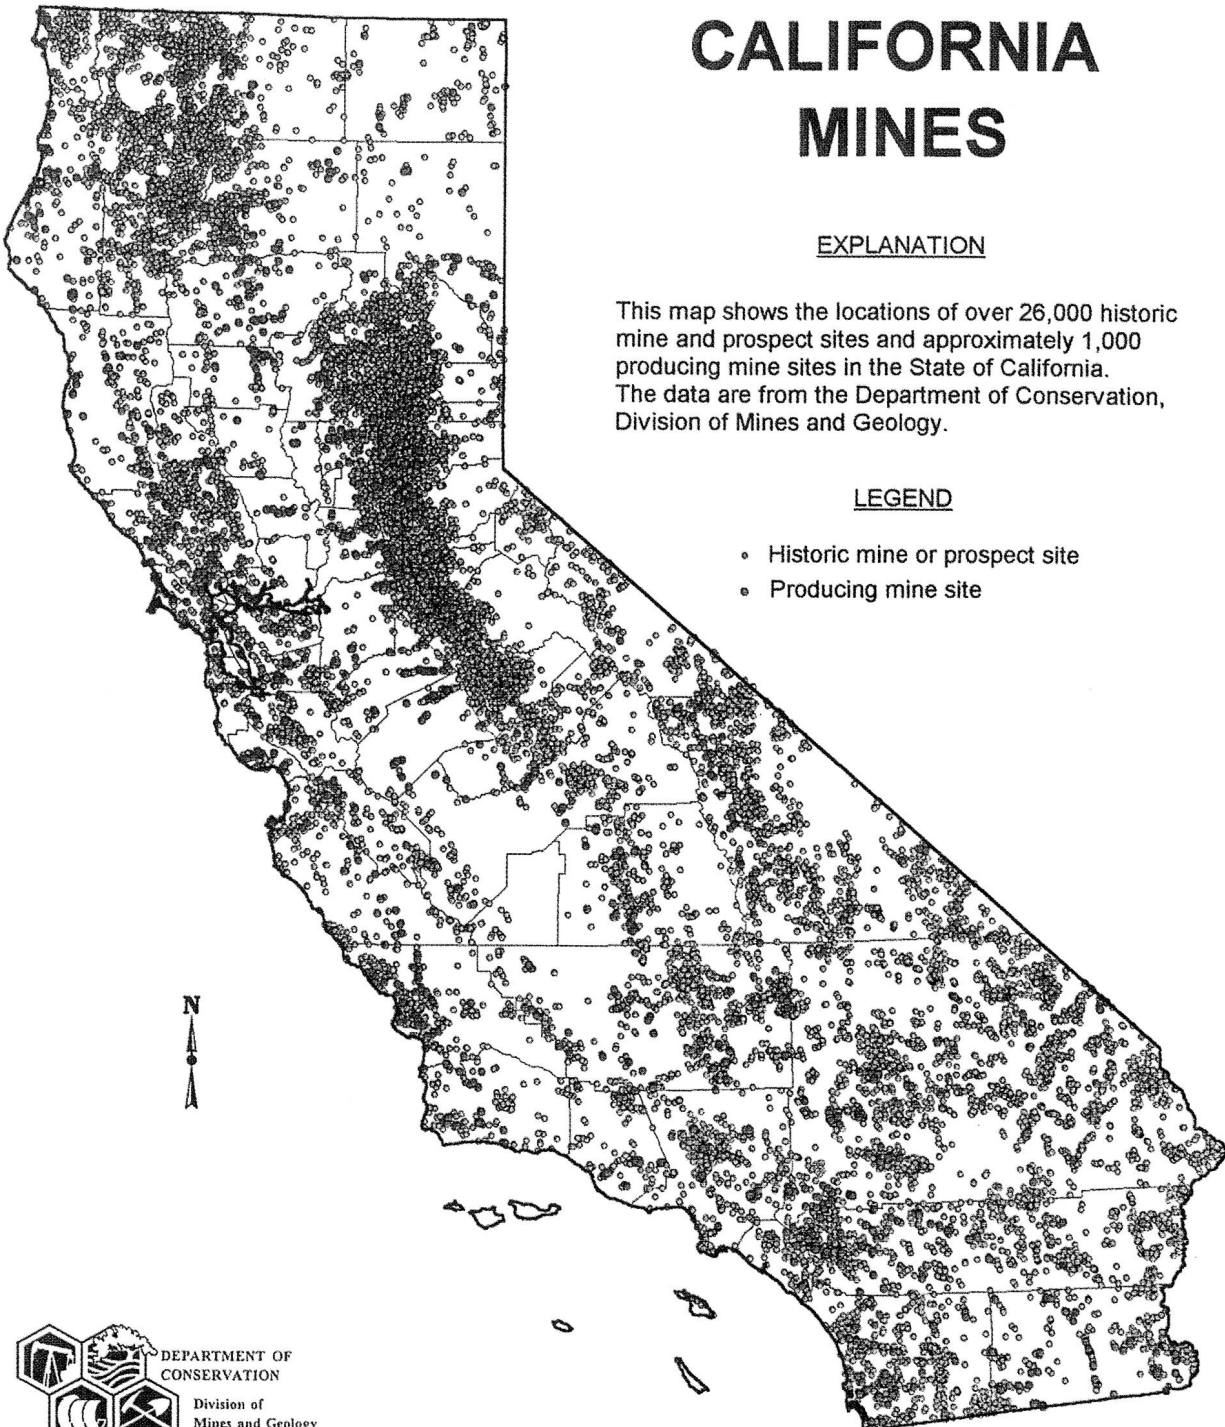 CALIFORNIA
MINES
EXPLANATION
This map shows the locations of over 26,000 historic
mine and prospect sites and approximately 1,000
producing mine sites in the State of California.
The data are from the Department of Conservation,
Division of Mines and Geology.
LEGEND
Historic mine or prospect site
Producing mine site
N
DEPARTMENT OF
CONSERVATION
Division of
Mines and Geology